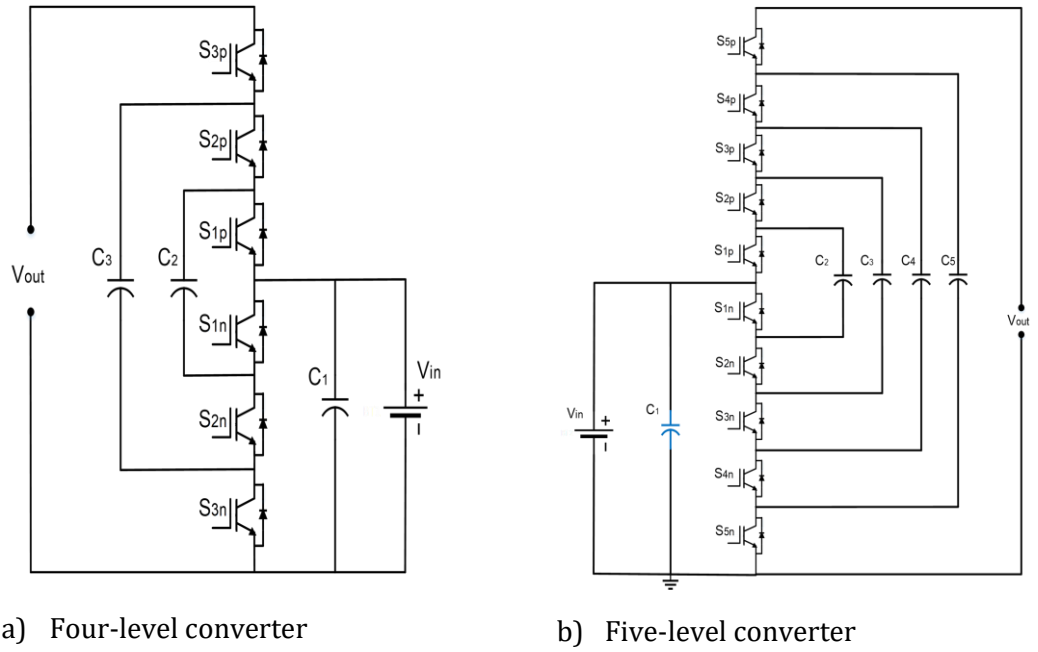 S3p
S2p
S1p
C3
C2
Vout
S1n
C1
Vin
+
S2n
S3n
S5p
S4p
S3p
S2p
S1p
C2
C3
C4
C5
S1n
Vout
S2n
Vin
+
C1
S3n
S4n
S5n
a) Four-level converter
b) Five-level converter